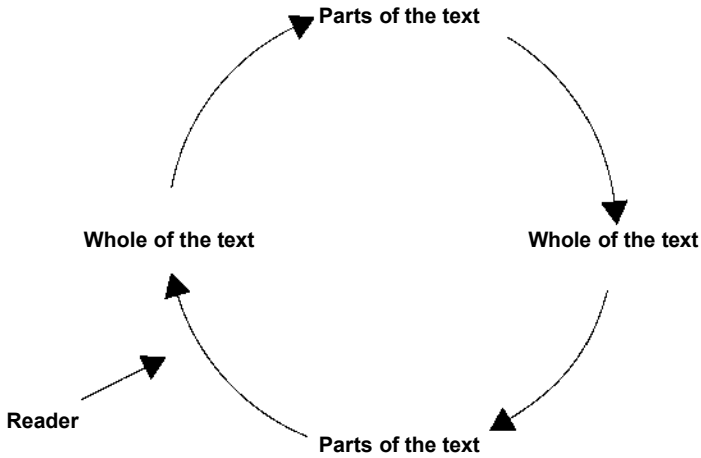 Parts of the text
Whole of the text
Whole of the text
Reader
Parts of the text